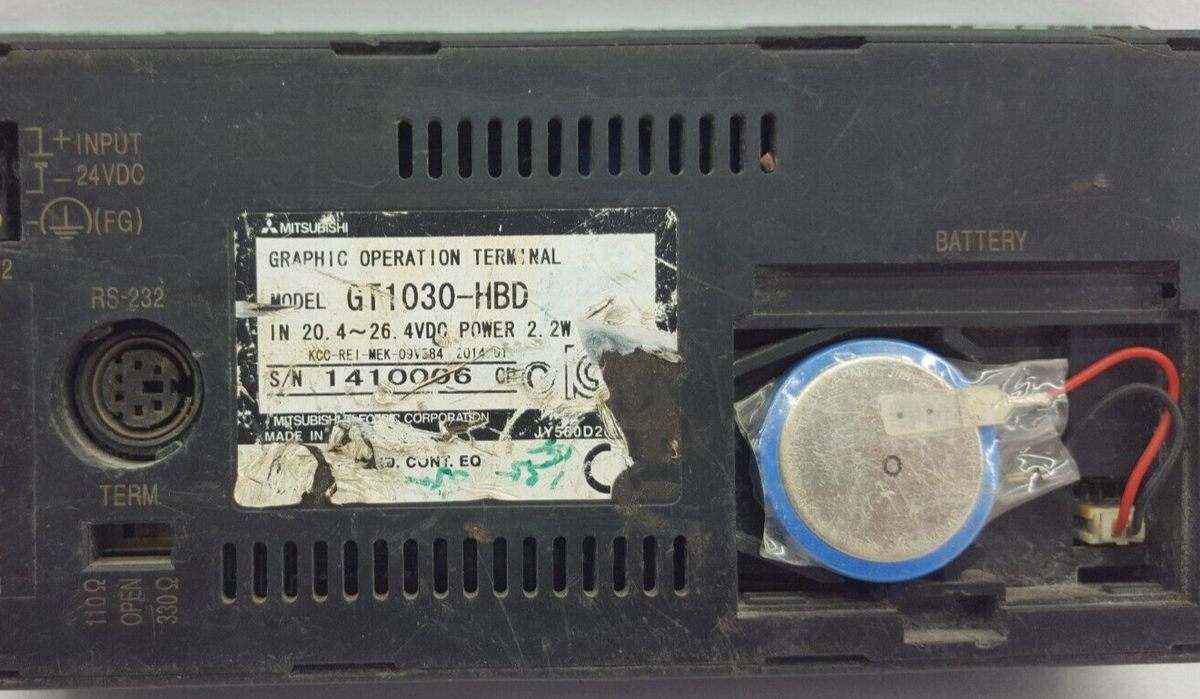 + INPUT
- 24VDC
(FG)
2
RS-232
TERM
110Ω
OPEN
330Ω
MITSUBISHI
GRAPHIC OPERATION TERMINAL
MODEL GT1030-HBD
IN 20.4~26.4VDC POWER 2.2W
S/N 1410006
MITSUBISHI ELECTRIC CORPORATION
MADE IN
CONT. EQ
BATTERY